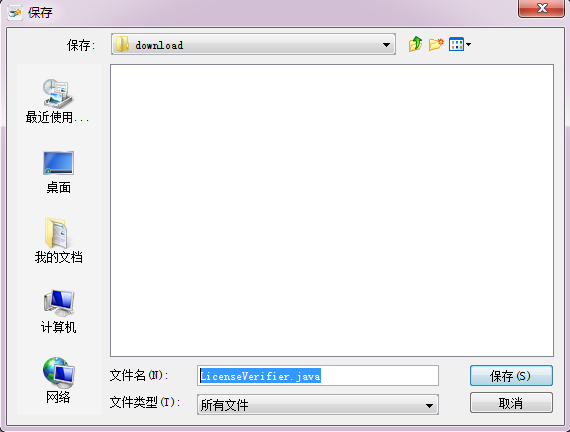 保存
保存:
download
最近使用...
桌面
我的文档
计算机
网络
文件名(N):
LicenseVerifier.java
保存(S)
文件类型(T):
所有文件
取消